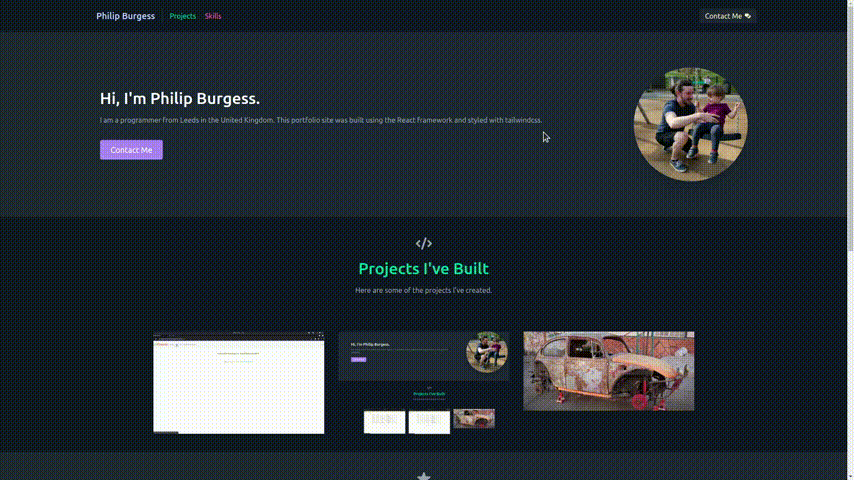 Philip Burgess
Projects
Skills
Contact Me
Hi, I'm Philip Burgess.
I am a programmer from Leeds in the United Kingdom. This portfolio site was built using the React framework and styled with tailwindcss.
Contact Me
</>
Projects I've Built
Here are some of the projects I've created.
Hi, I'm Philip Burgess.
Projects I've Built